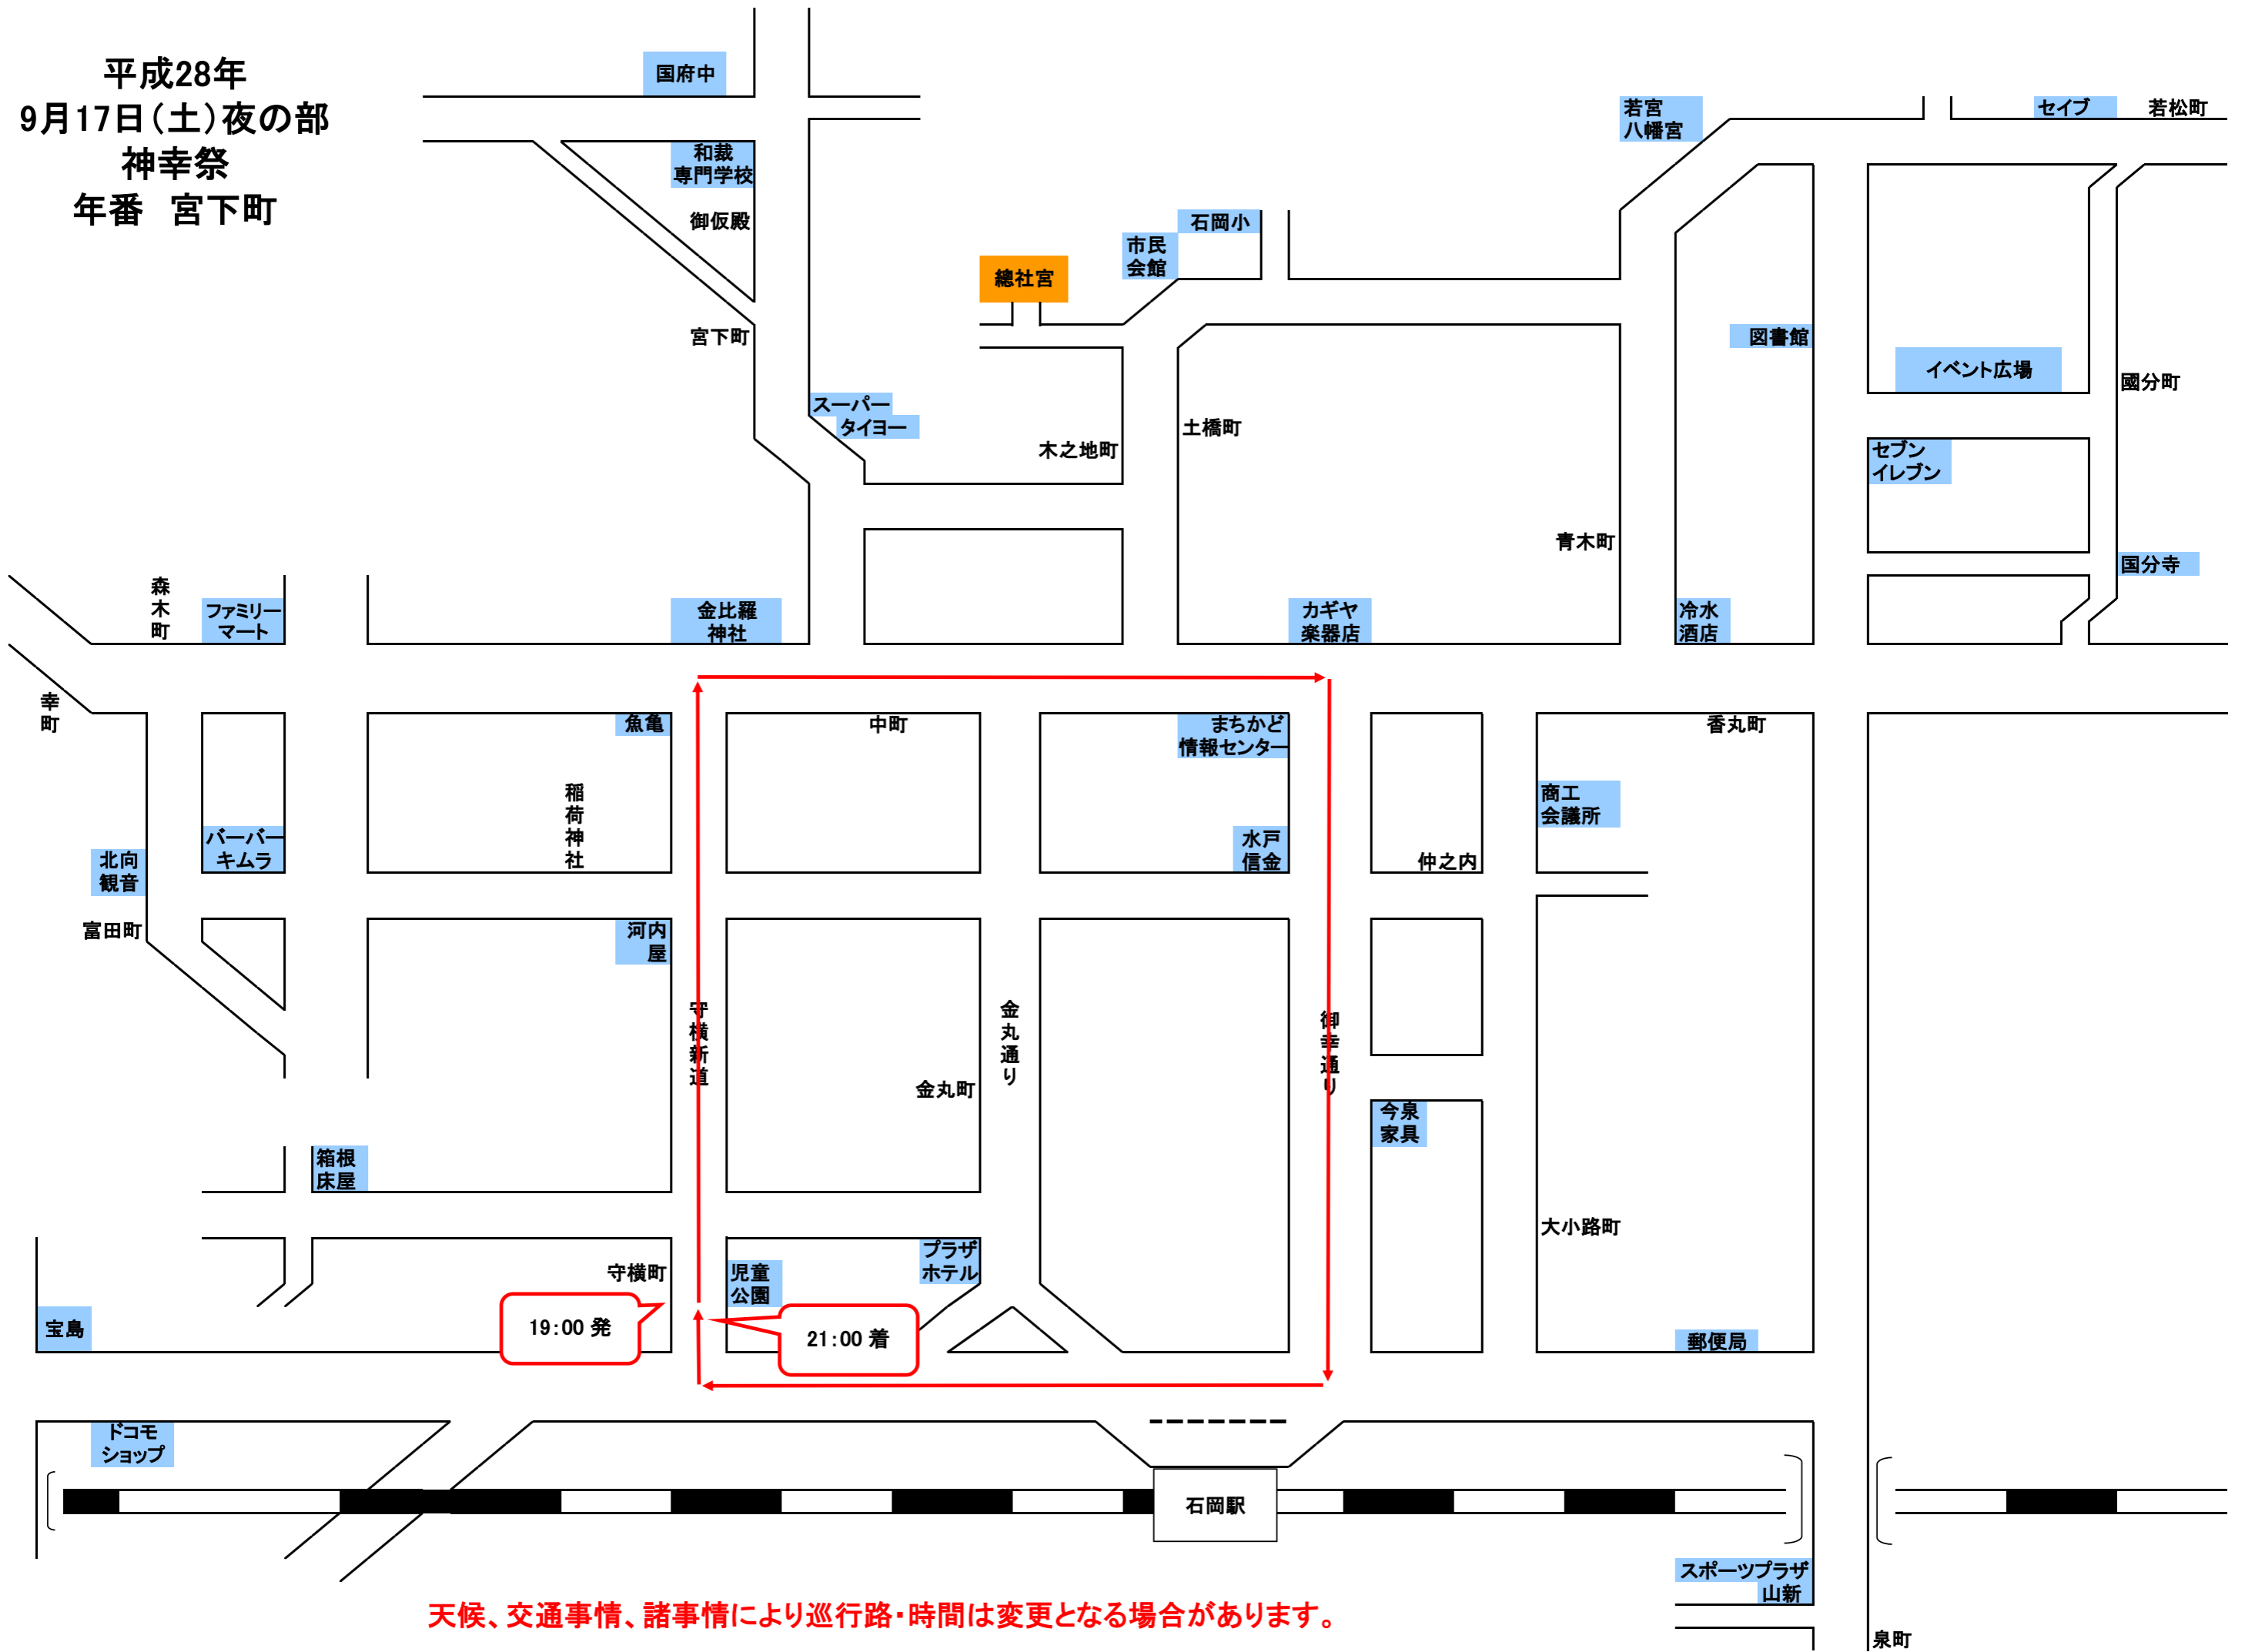 平成28年
9月17日(土)夜の部
神幸祭
年番　宮下町
国府中
和裁
専門学校
御仮殿
宮下町
スーパー
タイヨー
總社宮
市民
会館
石岡小
木之地町
土橋町
若宮
八幡宮
セイブ
若松町
図書館
イベント広場
國分町
セブン
イレブン
国分寺
青木町
森木町
ファミリー
マート
金比羅
神社
カギヤ
楽器店
冷水
酒店
幸町
魚亀
中町
まちかど
情報センター
香丸町
稲荷神社
商工
会議所
バーバー
キムラ
北向
観音
水戸
信金
仲之内
富田町
河内
屋
守横新道
金丸通り
御幸通り
金丸町
今泉
家具
箱根
床屋
大小路町
守横町
児童
公園
プラザ
ホテル
宝島
19:00 発
21:00 着
郵便局
ドコモ
ショップ
石岡駅
スポーツプラザ
山新
天候、交通事情、諸事情により巡行路・時間は変更となる場合があります。
泉町